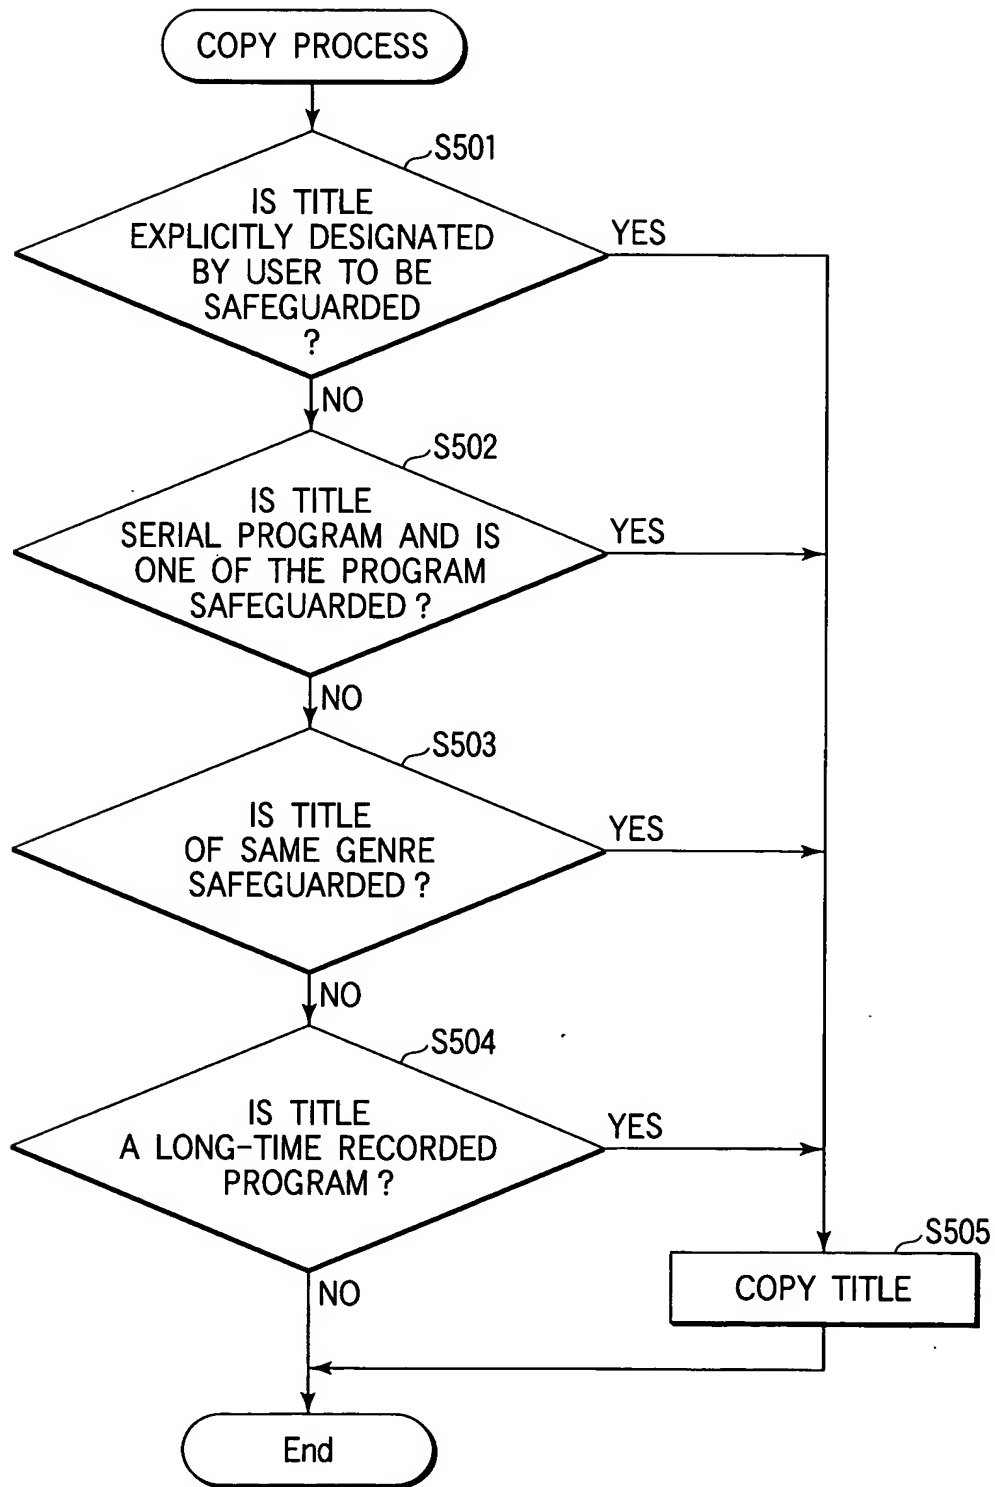 COPY PROCESS
S501
IS TITLE
EXPLICITLY DESIGNATED
BY USER TO BE
SAFEGUARDED
?
YES
NO
S502
IS TITLE
SERIAL PROGRAM AND IS
ONE OF THE PROGRAM
SAFEGUARDED ?
YES
NO
S503
IS TITLE
OF SAME GENRE
SAFEGUARDED ?
YES
NO
S504
IS TITLE
A LONG-TIME RECORDED
PROGRAM ?
YES
NO
S505
COPY TITLE
End